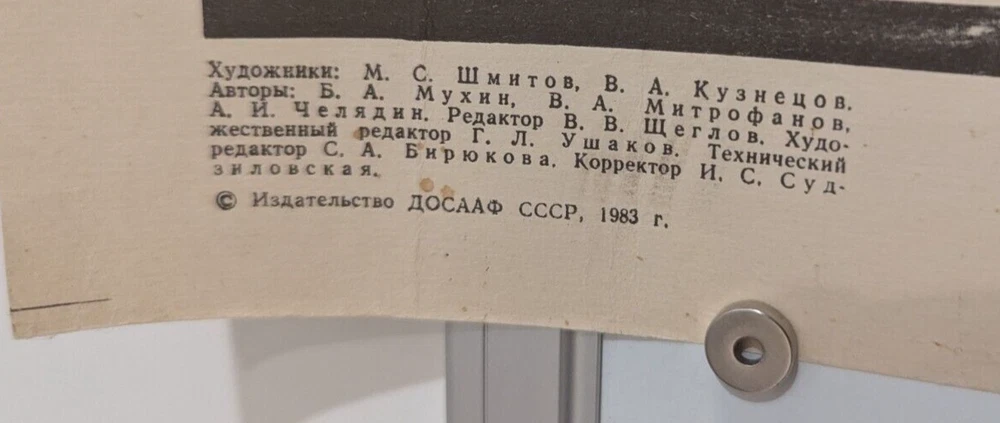 Художники: М. С. Шмитов, В. А. Кузнецов.
Авторы: Б. А. Мухин, В. А. Митрофанов,
А. И. Челядин. Редактор В. В. Щеглов. Худо-
жественный редактор Г. Л. Ушаков. Технический
редактор С. А. Бирюкова. Корректор И. С. Суд-
зиловская.
© Издательство ДОСААФ СССР, 1983 г.